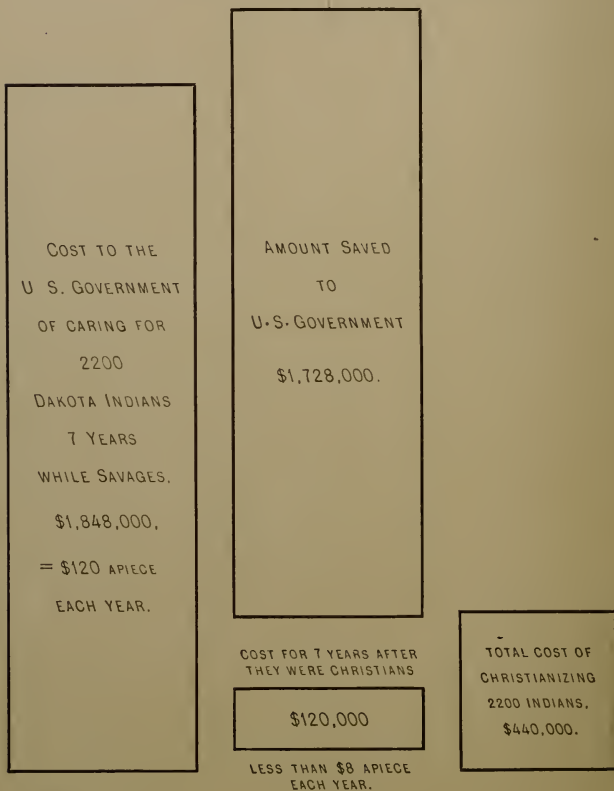 COST TO THE
U S. GOVERNMENT
OF CARING FOR
2200
DAKOTA INDIANS
7 YEARS
WHILE SAVAGES.
$1,848,000,
= $120 APIECE
EACH YEAR.
AMOUNT SAVED
TO
U.S. GOVERNMENT
$1,728,000.
COST FOR 7 YEARS AFTER
THEY WERE CHRISTIANS
$120,000
LESS THAN $8 APIECE
EACH YEAR.
TOTAL COST OF
CHRISTIANIZING
2200 INDIANS,
$440,000.